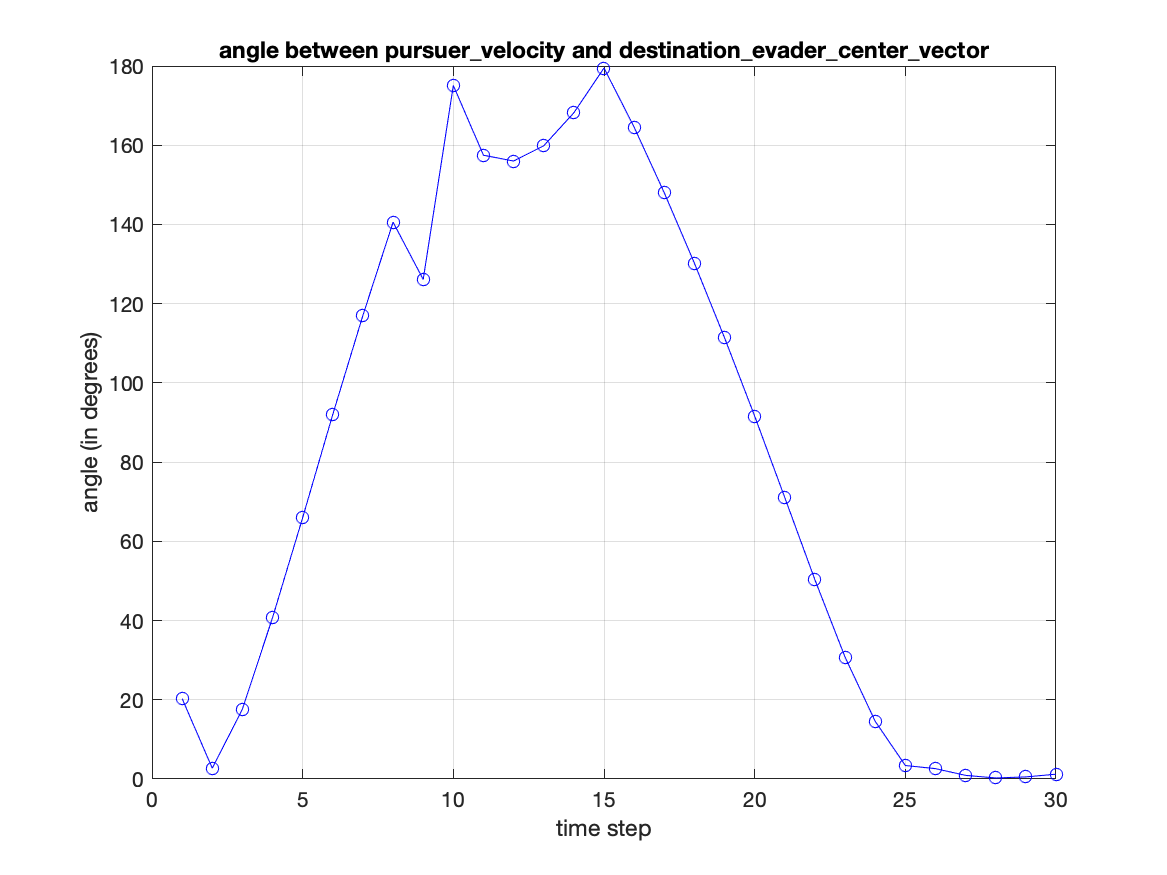 angle between pursuer_velocity and destination_evader_center_vector
180
160
140
120
100
80
60
40
20
0
angle (in degrees)
0 5 10 15 20 25 30
time step